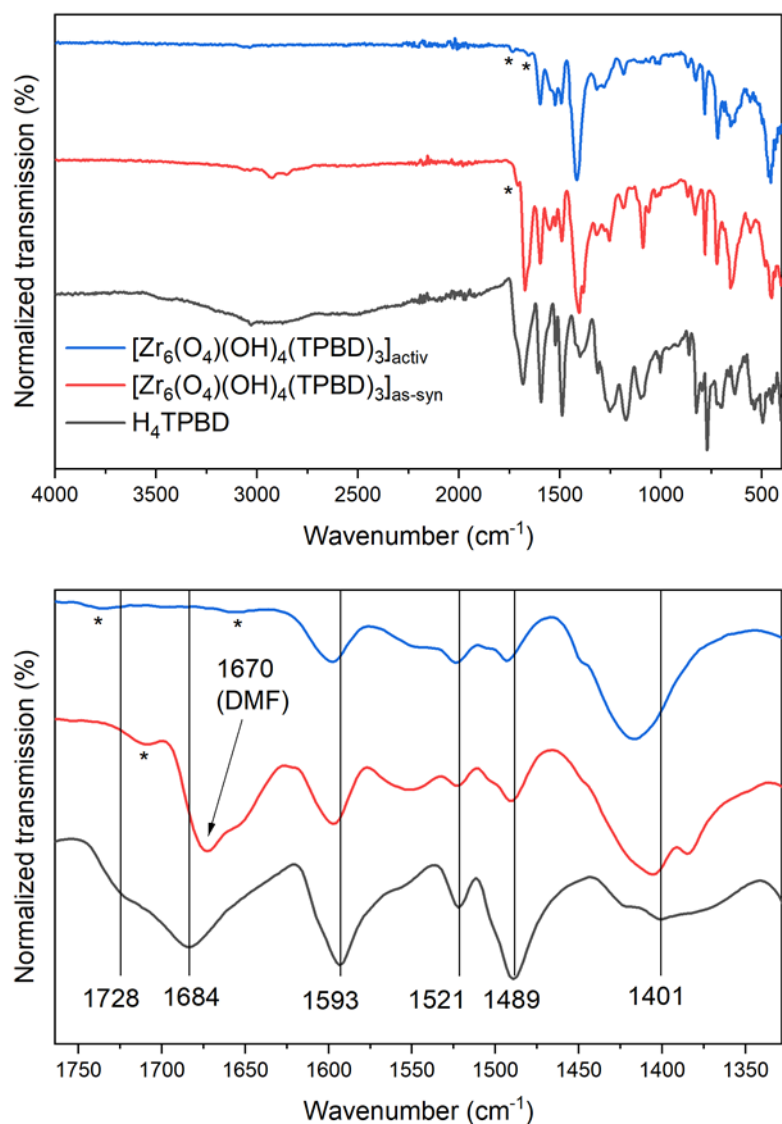 Normalized transmission (%)
*
*
*
[Zr₆(O₄)(OH)₄(TPBD)₃]activ
[Zr₆(O₄)(OH)₄(TPBD)₃]as-syn
H₄TPBD
4000 3500 3000 2500 2000 1500 1000 500
Wavenumber (cm⁻¹)
Normalized transmission (%)
*
*
1670
(DMF)
*
1728 1684 1593 1521 1489 1401
1750 1700 1650 1600 1550 1500 1450 1400 1350
Wavenumber (cm⁻¹)